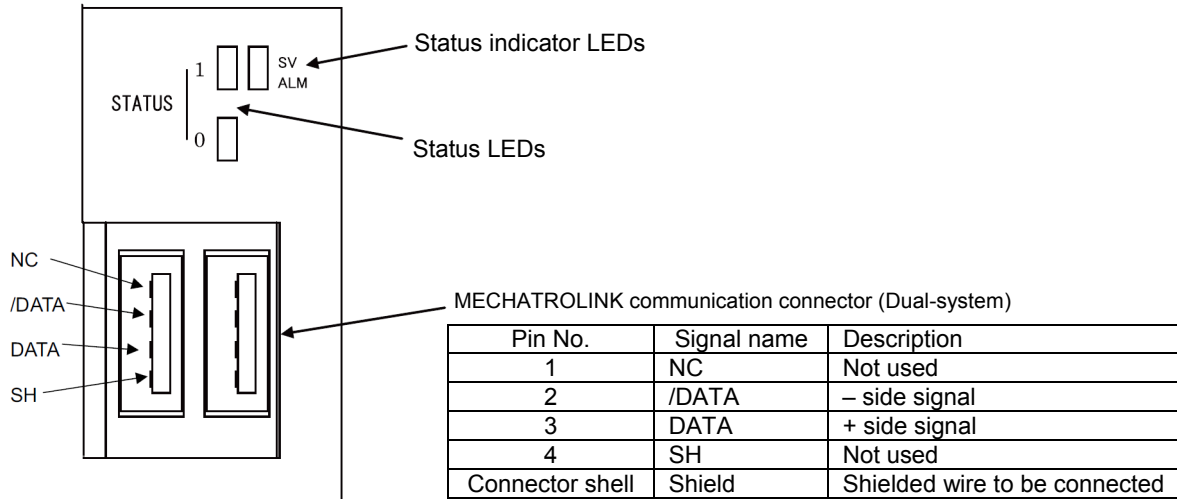 Status indicator LEDs
1
SV
ALM
STATUS
0
Status LEDs
NC
/DATA
DATA
SH
MECHATROLINK communication connector (Dual-system)
Pin No. Signal name Description
1 NC Not used
2 /DATA – side signal
3 DATA + side signal
4 SH Not used
Connector shell Shield Shielded wire to be connected